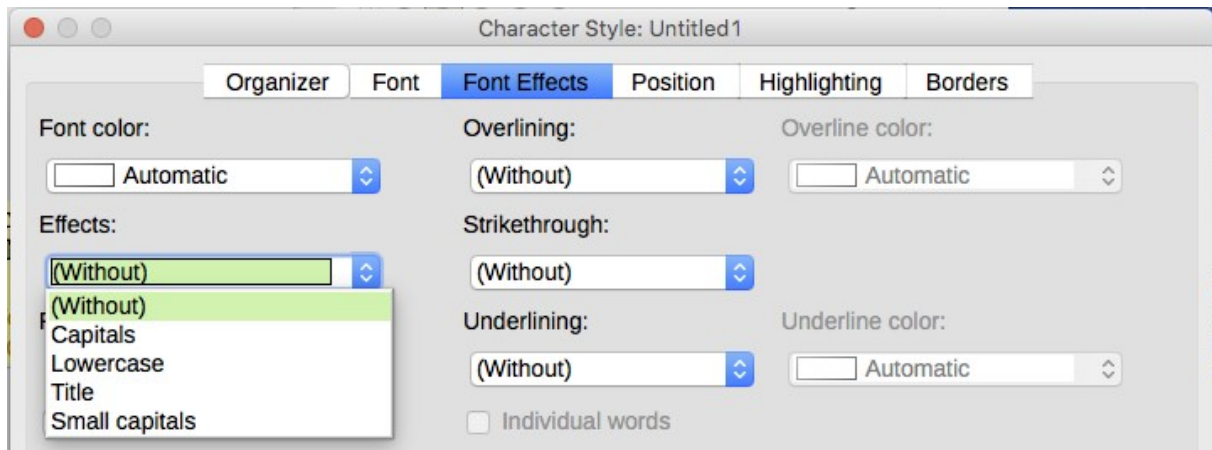 Character Style: Untitled1
Organizer Font Font Effects Position Highlighting Borders
Font color: Overlining: Overline color:
Automatic (Without) Automatic
Effects: Strikethrough:
(Without) (Without)
(Without)
Capitals Underlining: Underline color:
Lowercase (Without) Automatic
Title
Small capitals Individual words